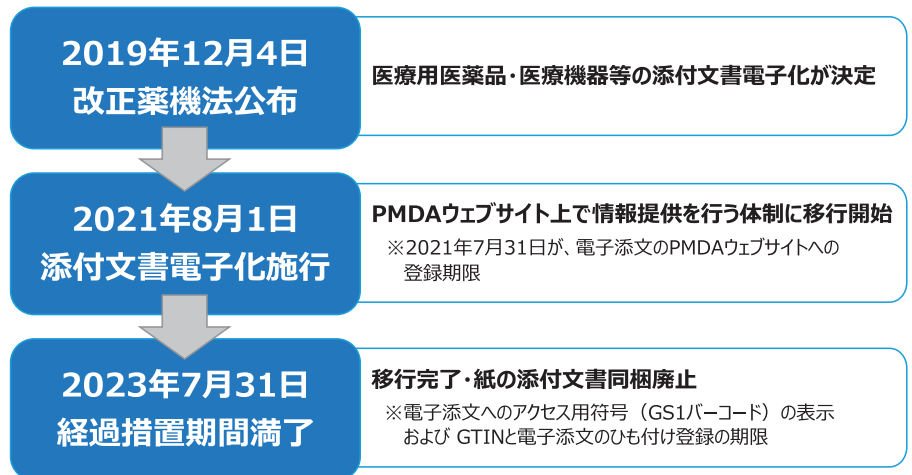 2019年12月4日
改正薬機法公布
医療用医薬品・医療機器等の添付文書電子化が決定
2021年8月1日
添付文書電子化施行
PMDAウェブサイト上で情報提供を行う体制に移行開始
※2021年7月31日が、電子添文のPMDAウェブサイトへの
登録期限
2023年7月31日
経過措置期間満了
移行完了・紙の添付文書同梱廃止
※電子添文へのアクセス用符号（GS1バーコード）の表示
および GTINと電子添文のひも付け登録の期限